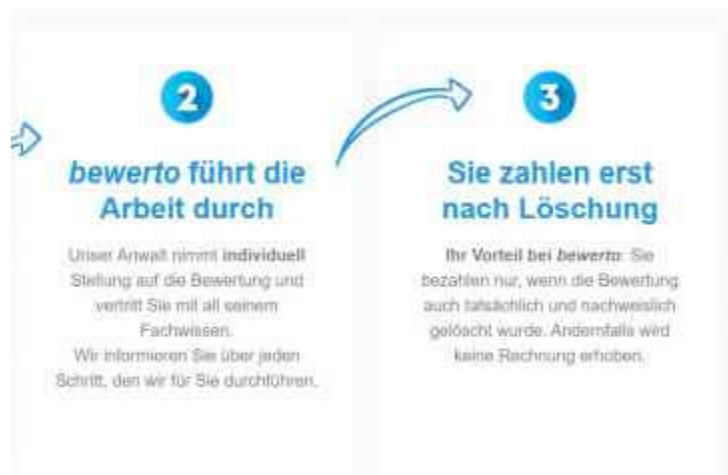 2
bewerto führt die
Arbeit durch
Unser Anwalt nimmt individuell
Stellung auf die Bewertung und
vertritt Sie mit all seinem
Fachwissen.
Wir informieren Sie über jeden
Schritt, den wir für Sie durchführen.
3
Sie zahlen erst
nach Löschung
Ihr Vorteil bei bewerto: Sie
bezahlen nur, wenn die Bewertung
auch tatsächlich und nachweislich
gelöscht wurde. Andernfalls wird
keine Rechnung erhoben.